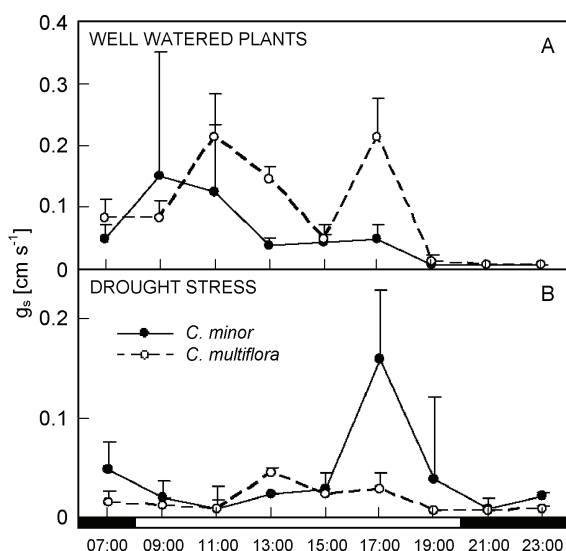 0.4
WELL WATERED PLANTS A
0.3
0.2
0.1
0
gs [cm s-1]
DROUGHT STRESS B
0.2
C. minor
C. multiflora
0.1
0
07:00 09:00 11:00 13:00 15:00 17:00 19:00 21:00 23:00